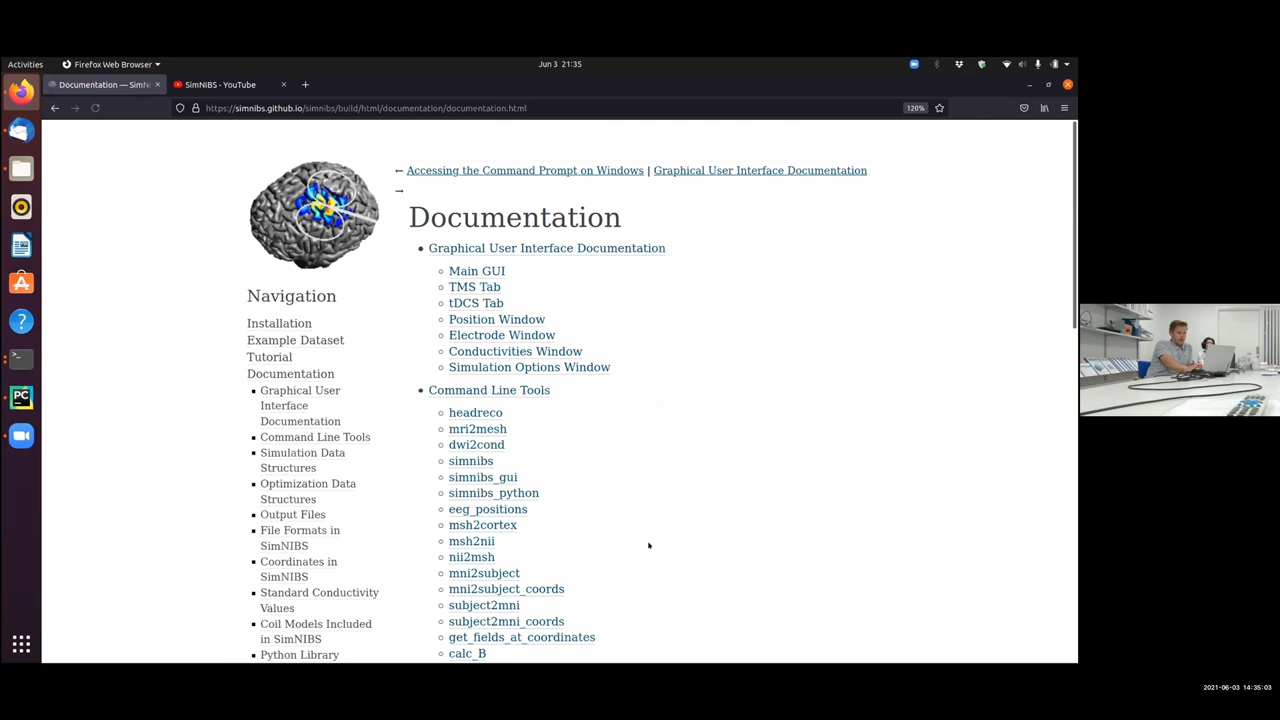 Activities
Firefox Web Browser
Jun 3 21:35
Documentation — SimNI
SimNIBS - YouTube
https://simnibs.github.io/simnibs/build/html/documentation/documentation.html
120%
← Accessing the Command Prompt on Windows | Graphical User Interface Documentation
→
Documentation
• Graphical User Interface Documentation
Main GUI
TMS Tab
tDCS Tab
Position Window
Electrode Window
Conductivities Window
Simulation Options Window
• Command Line Tools
headreco
mri2mesh
dwi2cond
simnibs
simnibs_gui
simnibs_python
eeg_positions
msh2cortex
msh2nii
nii2msh
mni2subject
mni2subject_coords
subject2mni
subject2mni_coords
get_fields_at_coordinates
calc_B
Navigation
Installation
Example Dataset
Tutorial
Documentation
Graphical User
Interface
Documentation
Command Line Tools
Simulation Data
Structures
Optimization Data
Structures
Output Files
File Formats in
SimNIBS
Coordinates in
SimNIBS
Standard Conductivity
Values
Coil Models Included
in SimNIBS
Python Library
PC
2021-06-03 14:35:03